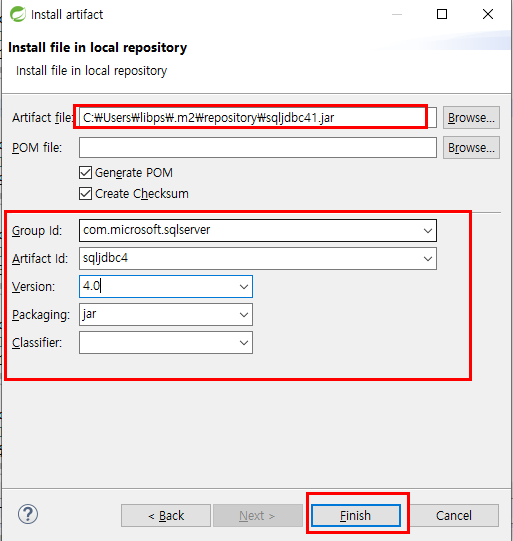 Install artifact
Install file in local repository
Install file in local repository
Artifact file: C:₩Users₩libps₩.m2₩repository₩sqljdbc41.jar Browse...
POM file: Browse...
Generate POM
Create Checksum
Group Id: com.microsoft.sqlserver
Artifact Id: sqljdbc4
Version: 4.0
Packaging: jar
Classifier:
? < Back Next > Finish Cancel